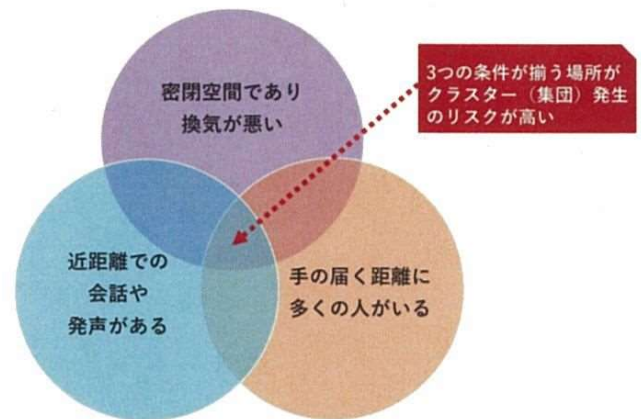 密閉空間であり
換気が悪い
3つの条件が揃う場所が
クラスター（集団）発生
のリスクが高い
近距離での
会話や
発声がある
手の届く距離に
多くの人がいる